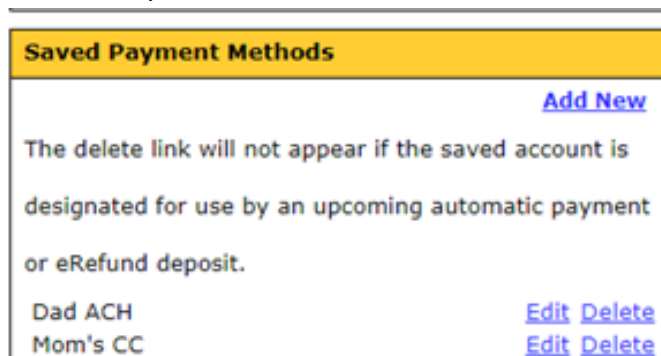 Saved Payment Methods
Add New
The delete link will not appear if the saved account is
designated for use by an upcoming automatic payment
or eRefund deposit.
Dad ACH Edit Delete
Mom's CC Edit Delete